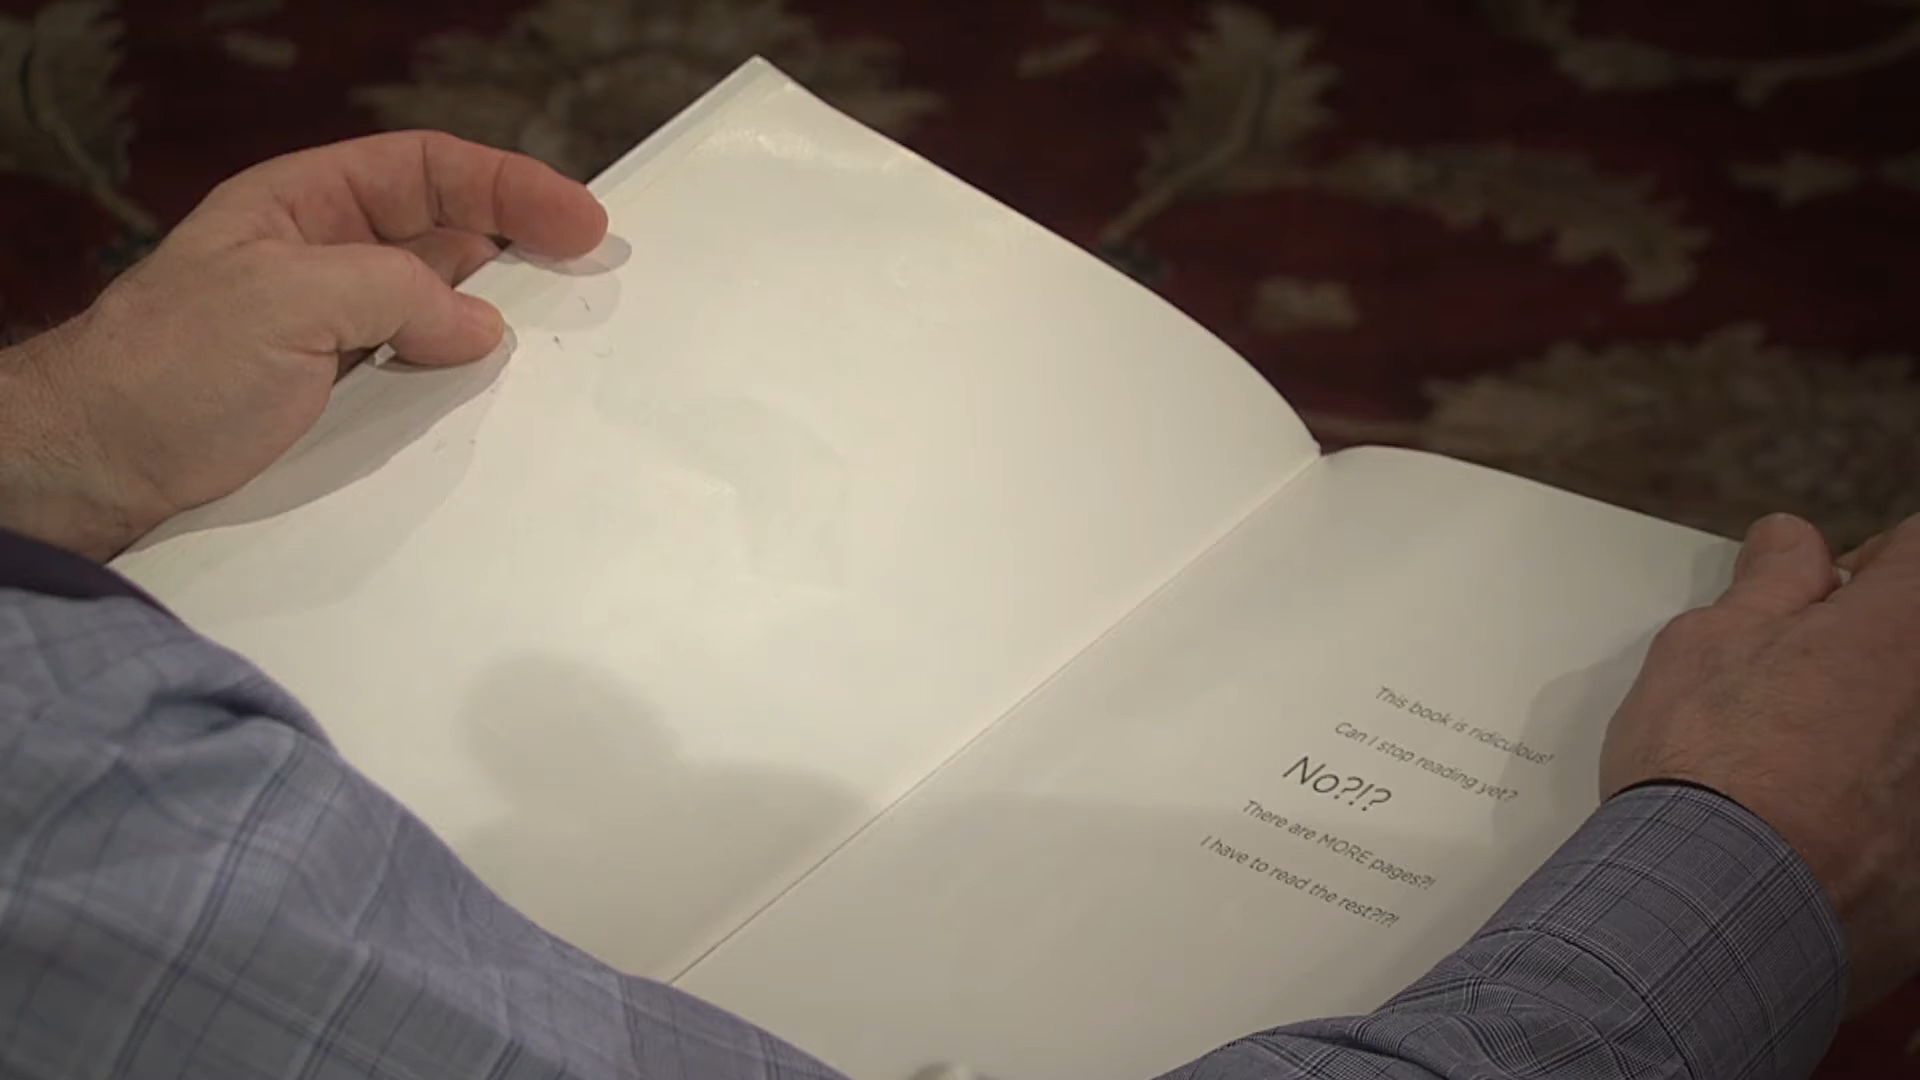 This book is ridiculous!
Can I stop reading yet?
No?!?
There are MORE pages?!
I have to read the rest?!?!